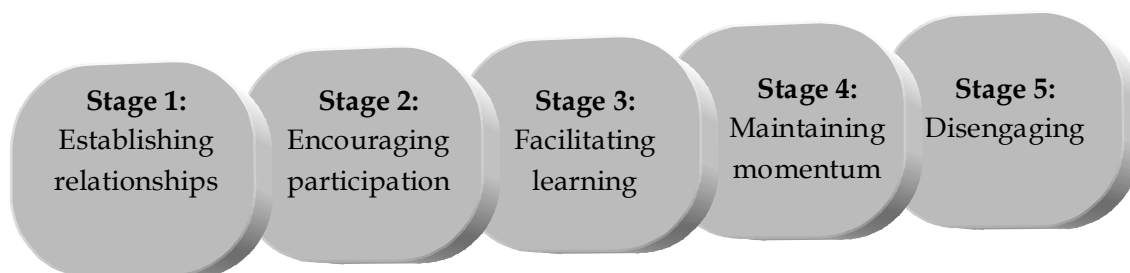 Stage 1:
Establishing
relationships
Stage 2:
Encouraging
participation
Stage 3:
Facilitating
learning
Stage 4:
Maintaining
momentum
Stage 5:
Disengaging